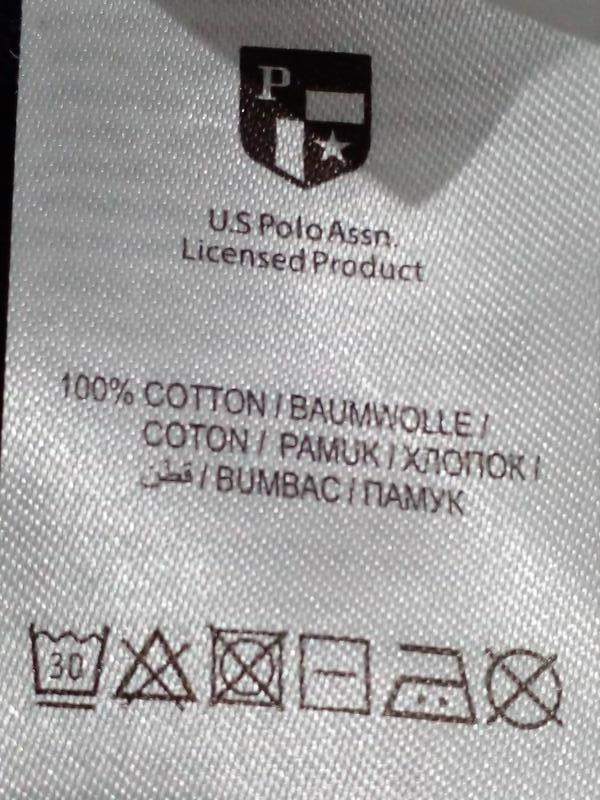 P
U.S Polo Assn.
Licensed Product
100% COTTON / BAUMWOLLE /
COTON / PAMUK / ХЛОПОК /
قطن / BUMBAC / ПАМУК
30